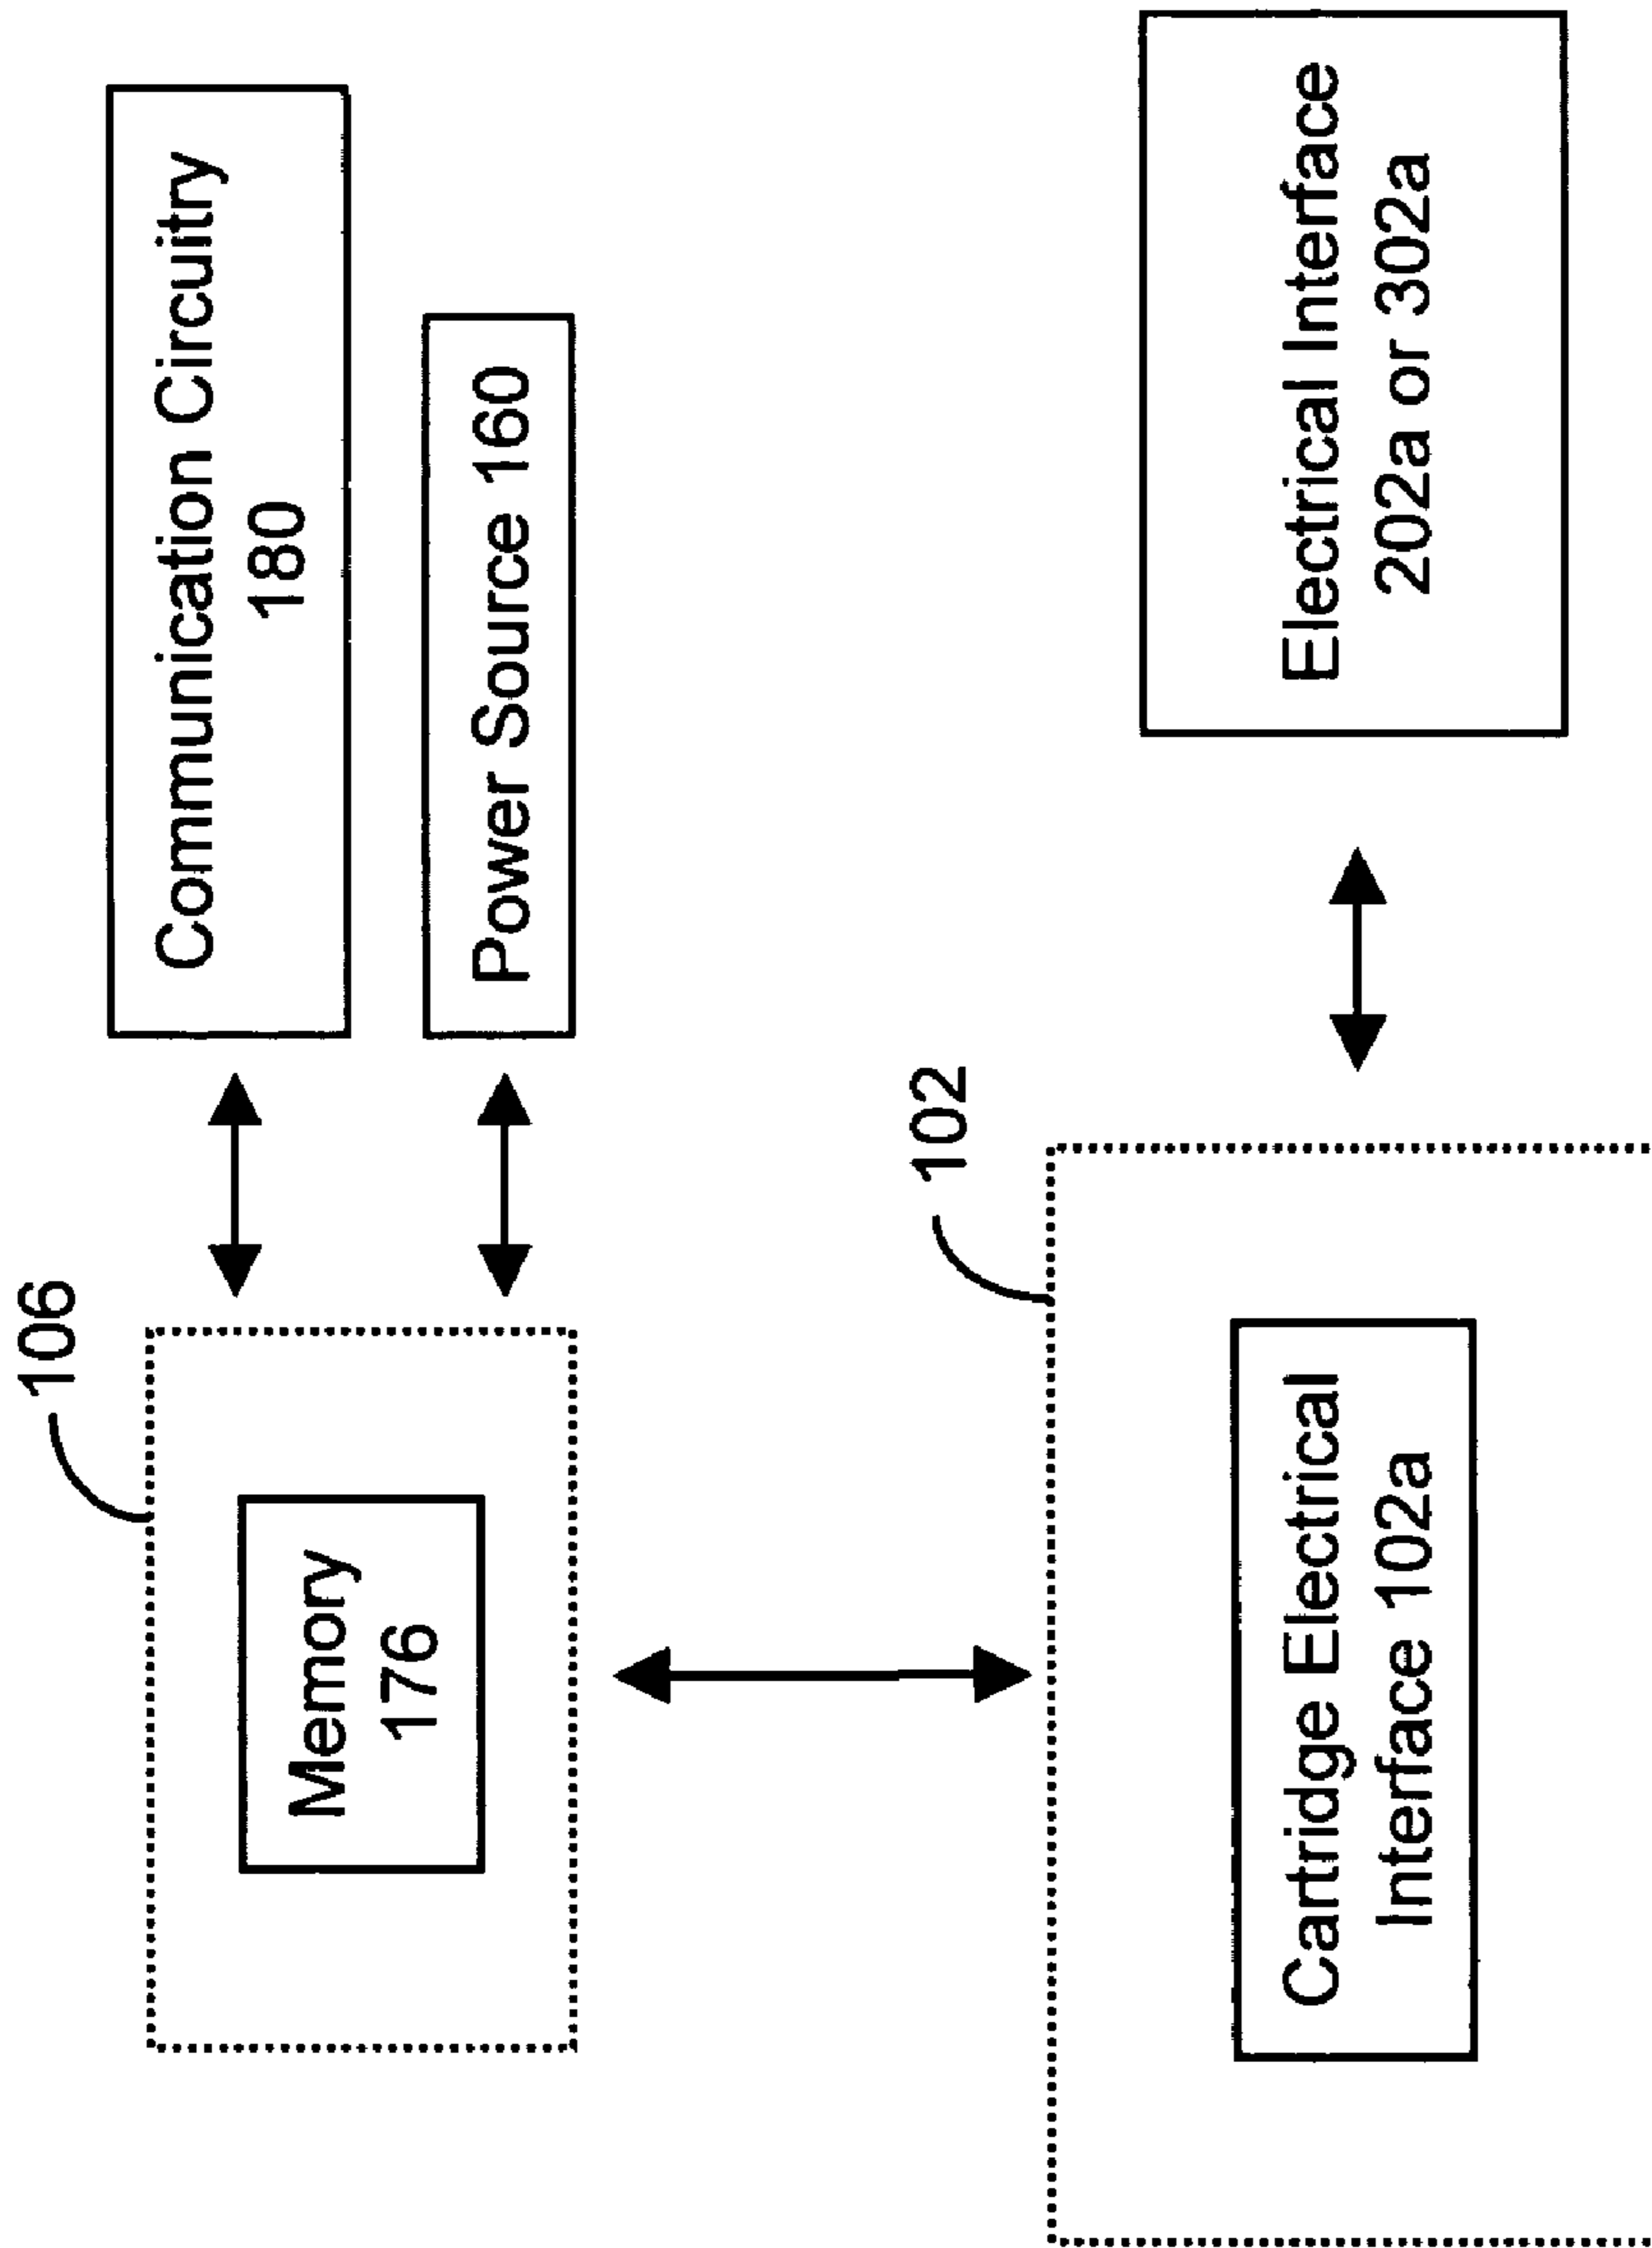 106
Memory
176
Communication Circuitry
180
Power Source 160
102
Cartridge Electrical
Interface 102a
Electrical Interface
202a or 302a